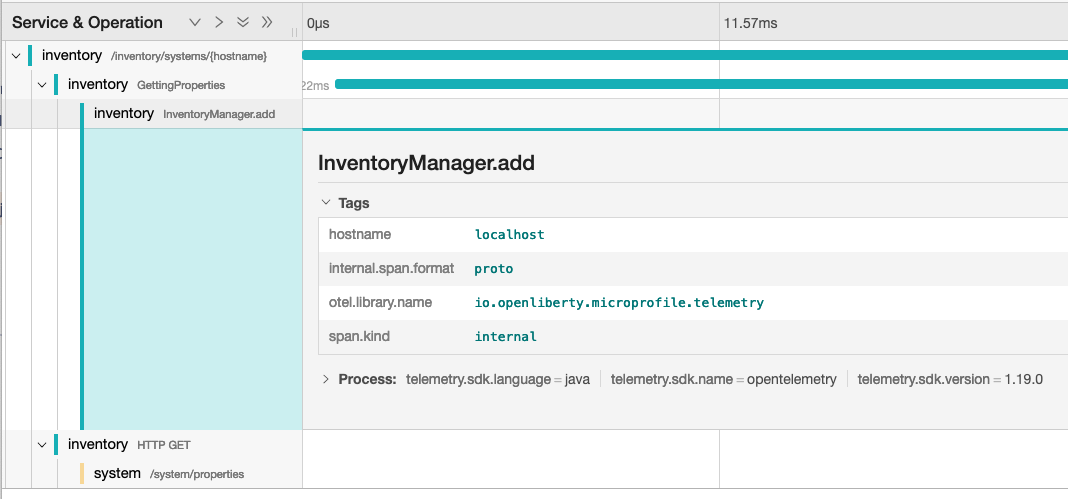 Service & Operation 0μs 11.57ms
inventory /inventory/systems/{hostname}
inventory GettingProperties 22ms
inventory InventoryManager.add
InventoryManager.add
Tags
hostname localhost
internal.span.format proto
otel.library.name io.openliberty.microprofile.telemetry
span.kind internal
Process: telemetry.sdk.language = java telemetry.sdk.name = opentelemetry telemetry.sdk.version = 1.19.0
inventory HTTP GET
system /system/properties